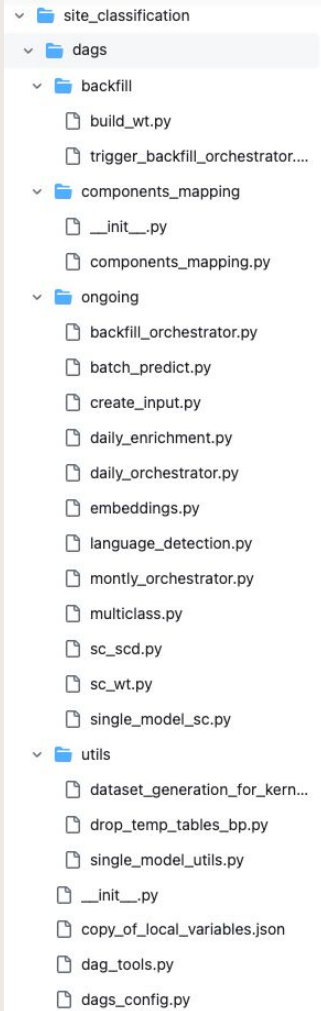 site_classification
dags
backfill
build_wt.py
trigger_backfill_orchestrator....
components_mapping
__init__.py
components_mapping.py
ongoing
backfill_orchestrator.py
batch_predict.py
create_input.py
daily_enrichment.py
daily_orchestrator.py
embeddings.py
language_detection.py
montly_orchestrator.py
multiclass.py
sc_scd.py
sc_wt.py
single_model_sc.py
utils
dataset_generation_for_kern...
drop_temp_tables_bp.py
single_model_utils.py
__init__.py
copy_of_local_variables.json
dag_tools.py
dags_config.py